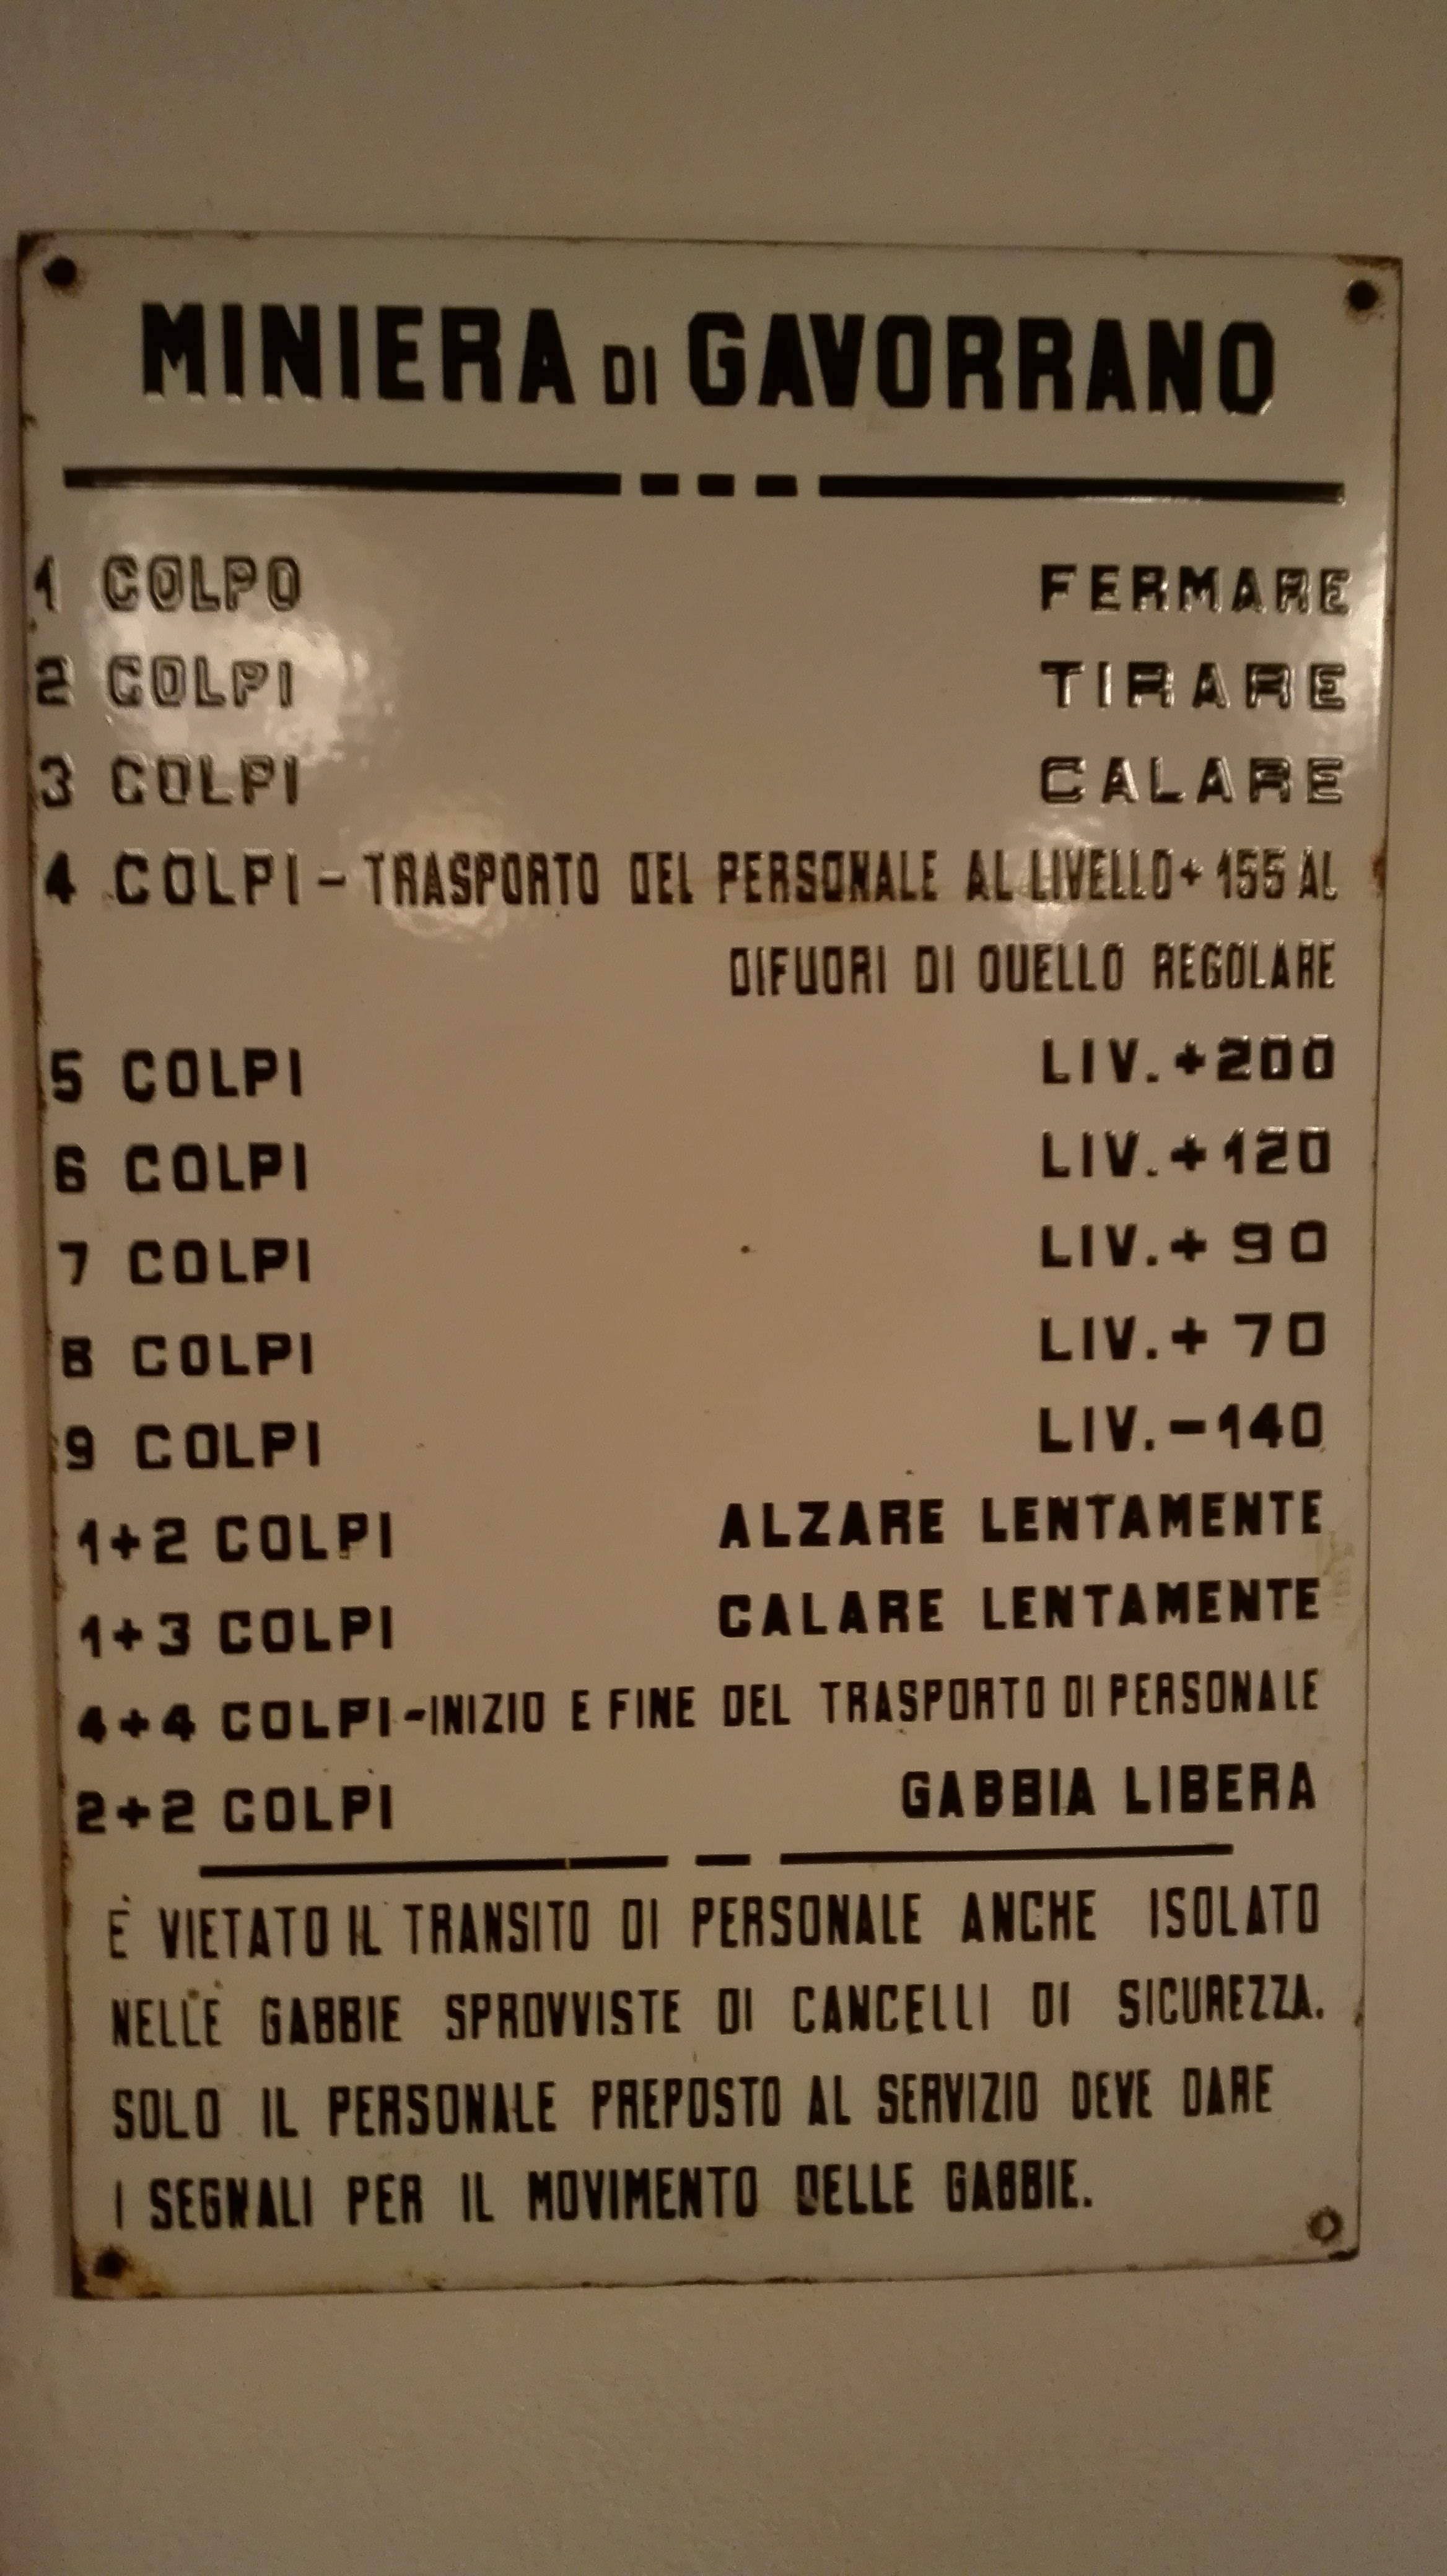 MINIERA DI GAVORRANO
1 COLPO FERMARE
2 COLPI TIRARE
3 COLPI CALARE
4 COLPI - TRASPORTO DEL PERSONALE AL LIVELLO + 155 AL
DIFUORI DI QUELLO REGOLARE
5 COLPI LIV. + 200
6 COLPI LIV. + 120
7 COLPI LIV. + 90
8 COLPI LIV. + 70
9 COLPI LIV. - 140
1+2 COLPI ALZARE LENTAMENTE
1+3 COLPI CALARE LENTAMENTE
4+4 COLPI - INIZIO E FINE DEL TRASPORTO DI PERSONALE
2+2 COLPI GABBIA LIBERA
È VIETATO IL TRANSITO DI PERSONALE ANCHE ISOLATO
NELLE GABBIE SPROVVISTE DI CANCELLI DI SICUREZZA.
SOLO IL PERSONALE PREPOSTO AL SERVIZIO DEVE DARE
I SEGNALI PER IL MOVIMENTO DELLE GABBIE.